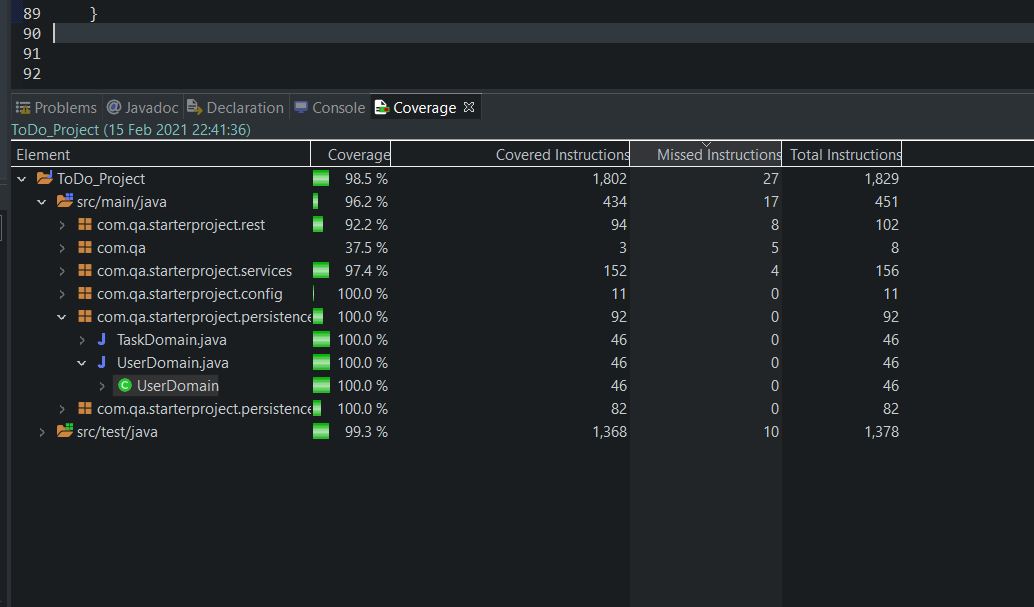 89 }
90
91
92
Problems @ Javadoc Declaration Console Coverage
ToDo_Project (15 Feb 2021 22:41:36)
Element Coverage Covered Instructions Missed Instructions Total Instructions
ToDo_Project 98.5 % 1,802 27 1,829
src/main/java 96.2 % 434 17 451
com.qa.starterproject.rest 92.2 % 94 8 102
com.qa 37.5 % 3 5 8
com.qa.starterproject.services 97.4 % 152 4 156
com.qa.starterproject.config 100.0 % 11 0 11
com.qa.starterproject.persistence 100.0 % 92 0 92
J TaskDomain.java 100.0 % 46 0 46
J UserDomain.java 100.0 % 46 0 46
C UserDomain 100.0 % 46 0 46
com.qa.starterproject.persistence 100.0 % 82 0 82
src/test/java 99.3 % 1,368 10 1,378